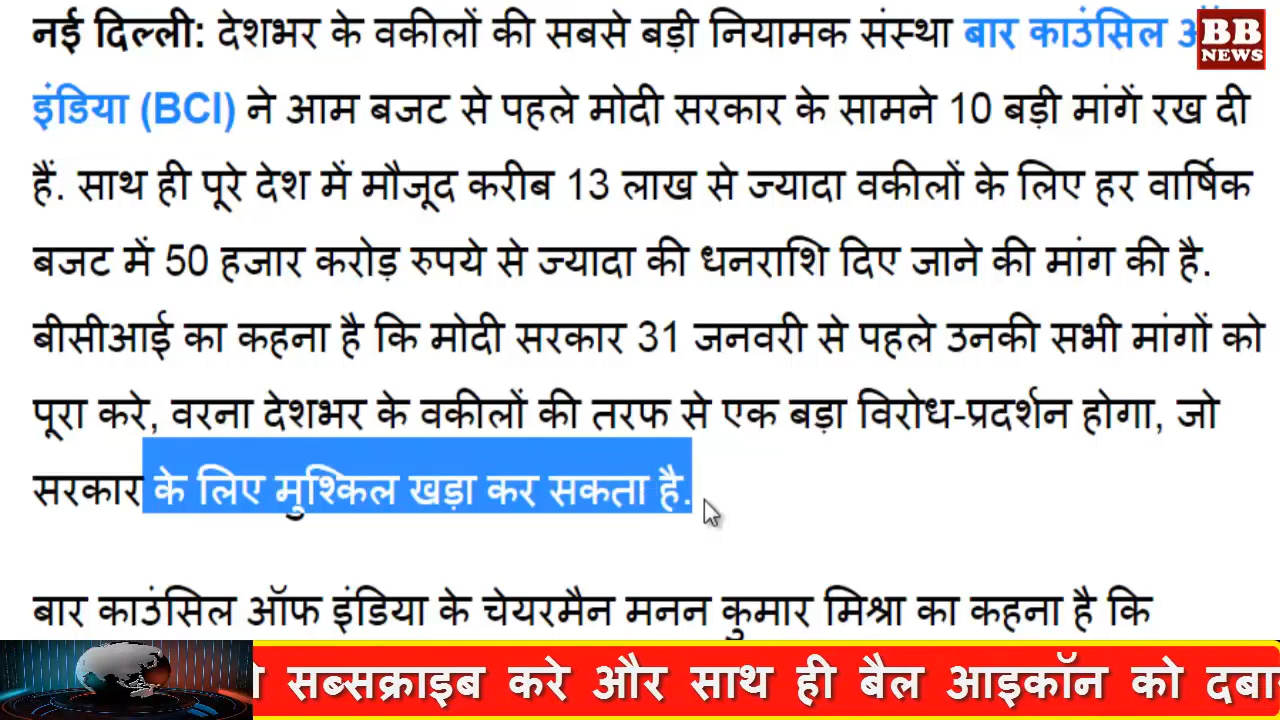 नई दिल्ली: देशभर के वकीलों की सबसे बड़ी नियामक संस्था बार काउंसिल
BB
NEWS
इंडिया (BCI) ने आम बजट से पहले मोदी सरकार के सामने 10 बड़ी मांगें रख दी
हैं. साथ ही पूरे देश में मौजूद करीब 13 लाख से ज्यादा वकीलों के लिए हर वार्षिक
बजट में 50 हजार करोड़ रुपये से ज्यादा की धनराशि दिए जाने की मांग की है.
बीसीआई का कहना है कि मोदी सरकार 31 जनवरी से पहले उनकी सभी मांगों को
पूरा करे, वरना देशभर के वकीलों की तरफ से एक बड़ा विरोध-प्रदर्शन होगा, जो
सरकार के लिए मुश्किल खड़ा कर सकता है.
बार काउंसिल ऑफ इंडिया के चेयरमैन मनन कुमार मिश्रा का कहना है कि
सब्सक्राइब करे और साथ ही बैल आइकॉन को दबा